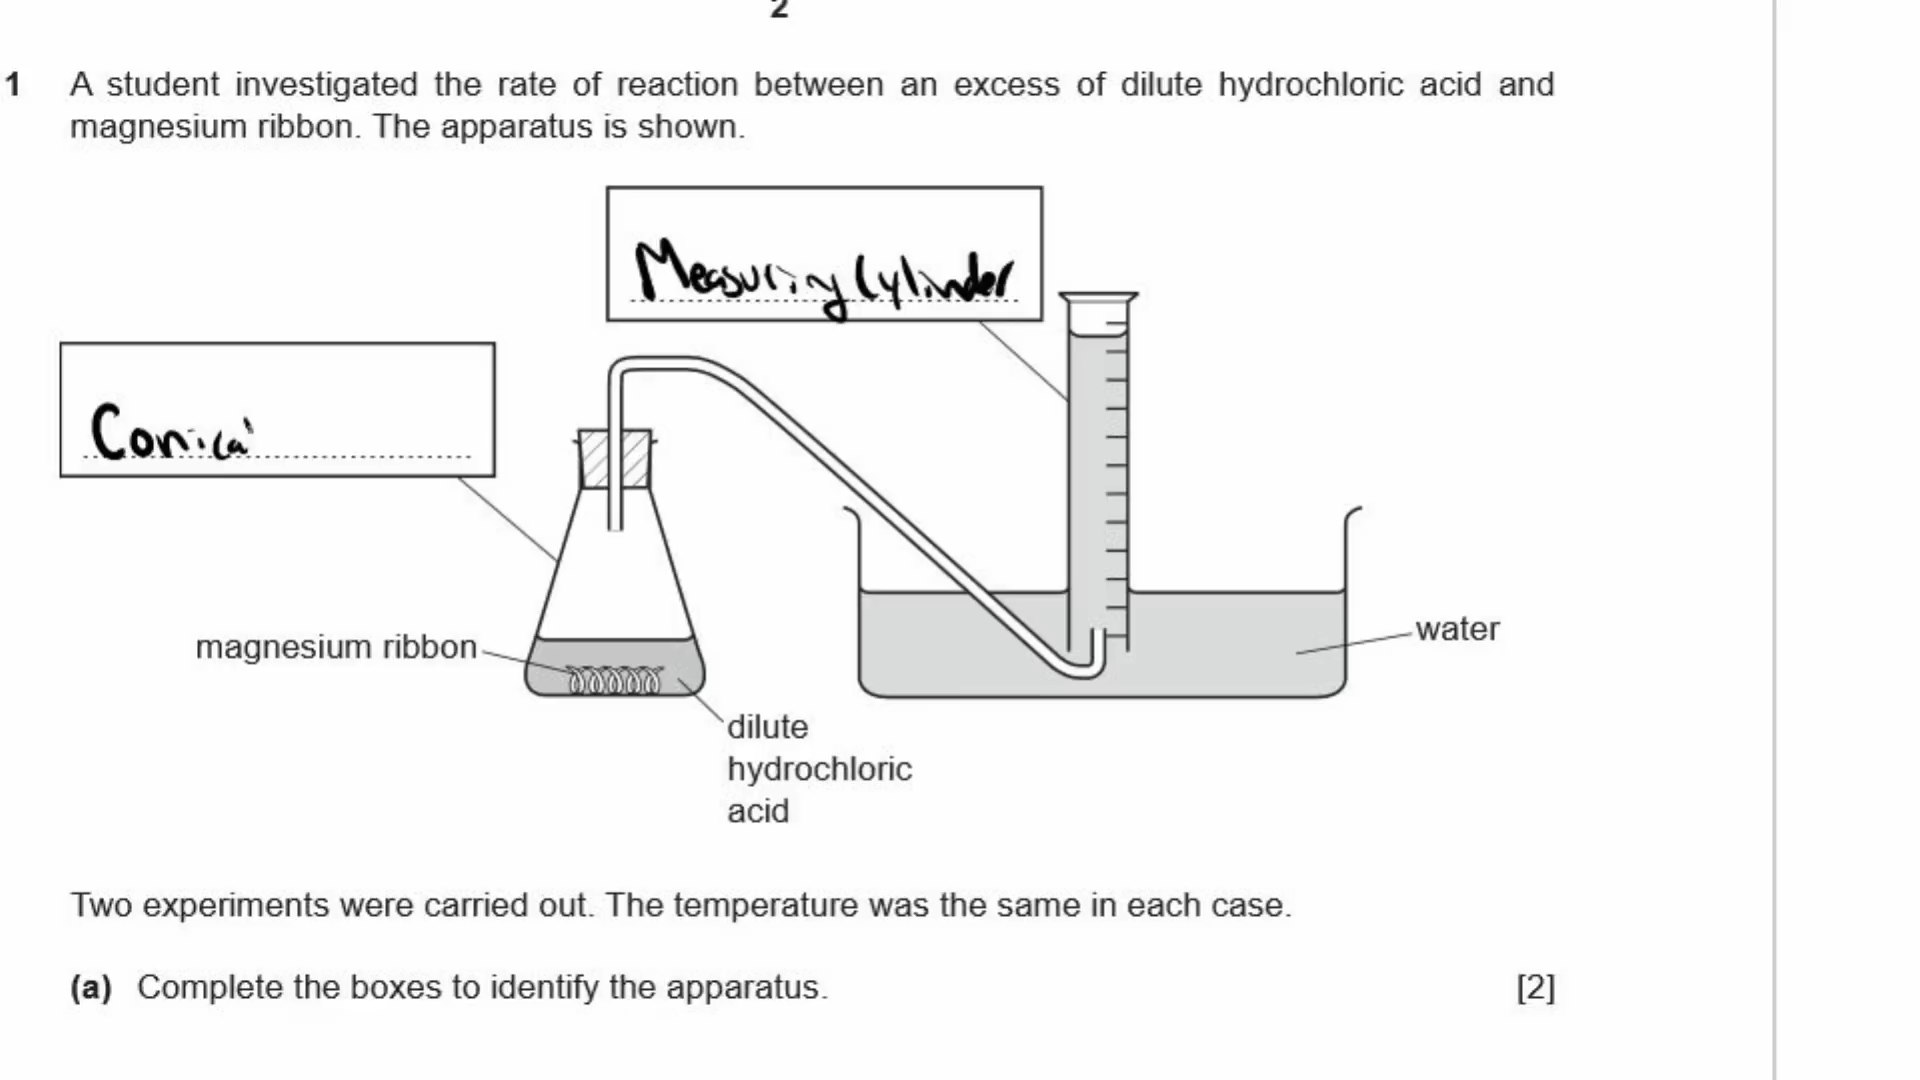 2
1 A student investigated the rate of reaction between an excess of dilute hydrochloric acid and
magnesium ribbon. The apparatus is shown.
Measuring Cylinder
Conical
magnesium ribbon
water
dilute
hydrochloric
acid
Two experiments were carried out. The temperature was the same in each case.
(a) Complete the boxes to identify the apparatus. [2]